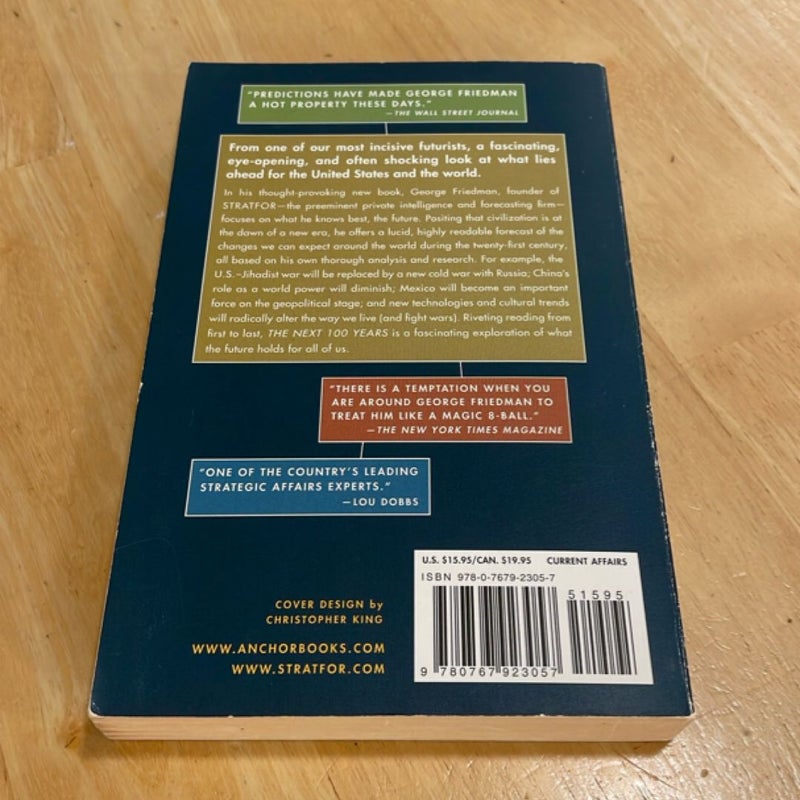 "PREDICTIONS HAVE MADE GEORGE FRIEDMAN
A HOT PROPERTY THESE DAYS."
—THE WALL STREET JOURNAL
From one of our most incisive futurists, a fascinating,
eye-opening, and often shocking look at what lies
ahead for the United States and the world.
In his thought-provoking new book, George Friedman, founder of
STRATFOR—the preeminent private intelligence and forecasting firm—
focuses on what he knows best, the future. Positing that civilization is at
the dawn of a new era, he offers a lucid, highly readable forecast of the
changes we can expect around the world during the twenty-first century,
all based on his own thorough analysis and research. For example, the
U.S.–Jihadist war will be replaced by a new cold war with Russia; China's
role as a world power will diminish; Mexico will become an important
force on the geopolitical stage; and new technologies and cultural trends
will radically alter the way we live (and fight wars). Riveting reading from
first to last, THE NEXT 100 YEARS is a fascinating exploration of what
the future holds for all of us.
"THERE IS A TEMPTATION WHEN YOU
ARE AROUND GEORGE FRIEDMAN TO
TREAT HIM LIKE A MAGIC 8-BALL."
—THE NEW YORK TIMES MAGAZINE
"ONE OF THE COUNTRY'S LEADING
STRATEGIC AFFAIRS EXPERTS."
—LOU DOBBS
U.S. $15.95/CAN. $19.95 CURRENT AFFAIRS
ISBN 978-0-7679-2305-7
51595
9 780767 923057
COVER DESIGN by
CHRISTOPHER KING
WWW.ANCHORBOOKS.COM
WWW.STRATFOR.COM